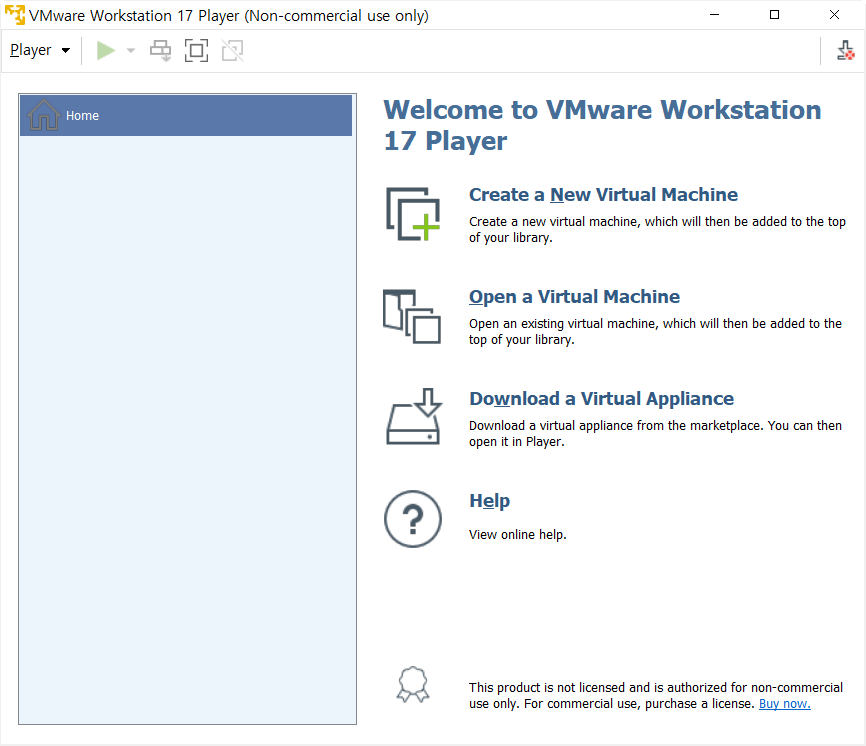 VMware Workstation 17 Player (Non-commercial use only)
Player
Home
Welcome to VMware Workstation
17 Player
Create a New Virtual Machine
Create a new virtual machine, which will then be added to the top
of your library.
Open a Virtual Machine
Open an existing virtual machine, which will then be added to the
top of your library.
Download a Virtual Appliance
Download a virtual appliance from the marketplace. You can then
open it in Player.
Help
View online help.
This product is not licensed and is authorized for non-commercial
use only. For commercial use, purchase a license. Buy now.